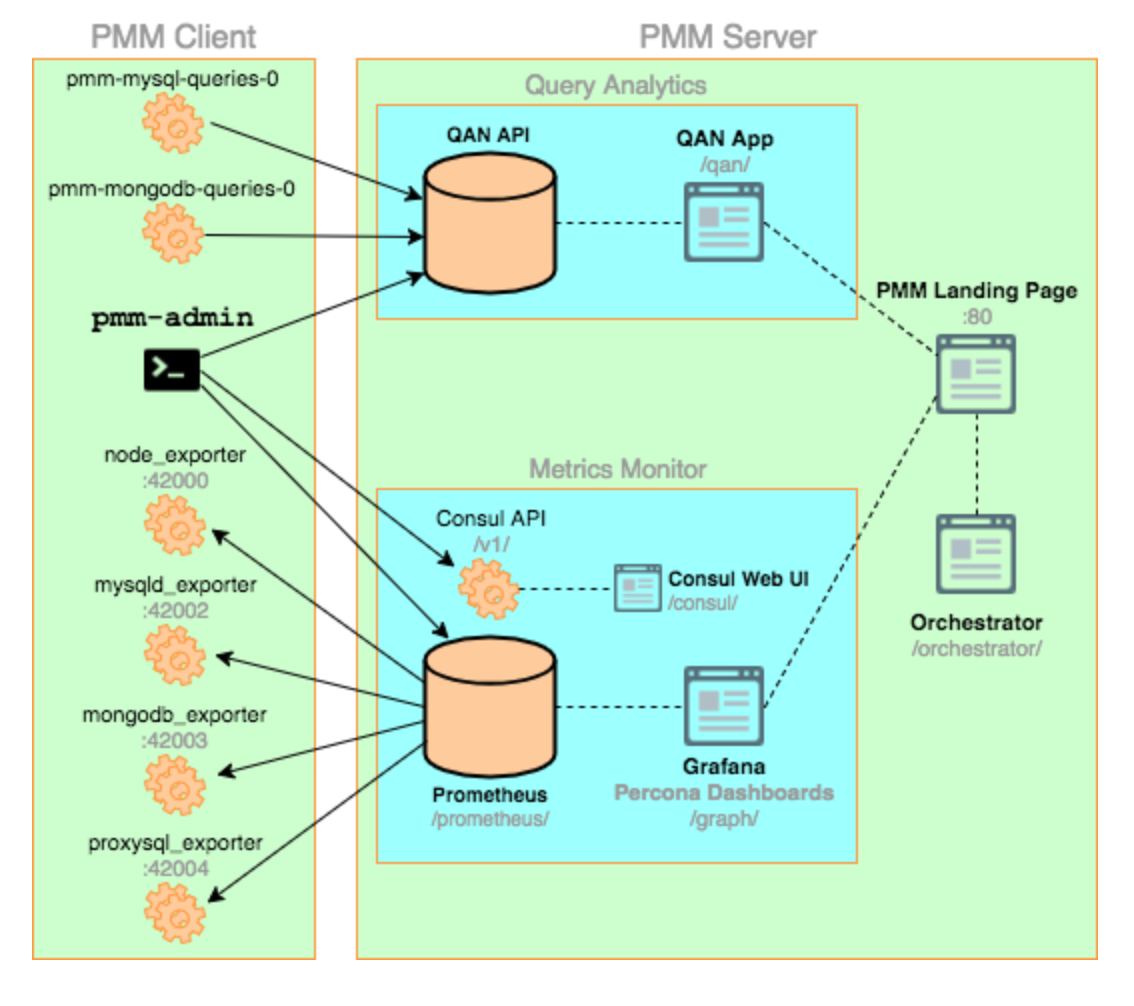 PMM Client
pmm-mysql-queries-0
pmm-mongodb-queries-0
pmm-admin
>_
node_exporter
:42000
mysqld_exporter
:42002
mongodb_exporter
:42003
proxysql_exporter
:42004
PMM Server
Query Analytics
QAN API
QAN App
/qan/
PMM Landing Page
:80
Orchestrator
/orchestrator/
Metrics Monitor
Consul API
/v1/
Consul Web UI
/consul/
Prometheus
/prometheus/
Grafana
Percona Dashboards
/graph/